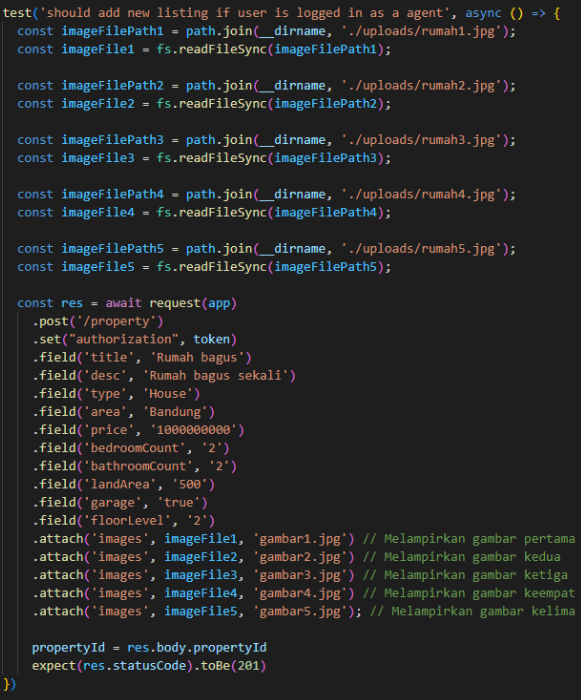 test('should add new listing if user is logged in as a agent', async () => {
const imageFilePath1 = path.join(__dirname, './uploads/rumah1.jpg');
const imageFile1 = fs.readFileSync(imageFilePath1);
const imageFilePath2 = path.join(__dirname, './uploads/rumah2.jpg');
const imageFile2 = fs.readFileSync(imageFilePath2);
const imageFilePath3 = path.join(__dirname, './uploads/rumah3.jpg');
const imageFile3 = fs.readFileSync(imageFilePath3);
const imageFilePath4 = path.join(__dirname, './uploads/rumah4.jpg');
const imageFile4 = fs.readFileSync(imageFilePath4);
const imageFilePath5 = path.join(__dirname, './uploads/rumah5.jpg');
const imageFile5 = fs.readFileSync(imageFilePath5);
const res = await request(app)
.post('/property')
.set("authorization", token)
.field('title', 'Rumah bagus')
.field('desc', 'Rumah bagus sekali')
.field('type', 'House')
.field('area', 'Bandung')
.field('price', '1000000000')
.field('bedroomCount', '2')
.field('bathroomCount', '2')
.field('landArea', '500')
.field('garage', 'true')
.field('floorLevel', '2')
.attach('images', imageFile1, 'gambar1.jpg') // Melampirkan gambar pertama
.attach('images', imageFile2, 'gambar2.jpg') // Melampirkan gambar kedua
.attach('images', imageFile3, 'gambar3.jpg') // Melampirkan gambar ketiga
.attach('images', imageFile4, 'gambar4.jpg') // Melampirkan gambar keempat
.attach('images', imageFile5, 'gambar5.jpg'); // Melampirkan gambar kelima
propertyId = res.body.propertyId
expect(res.statusCode).toBe(201)
})